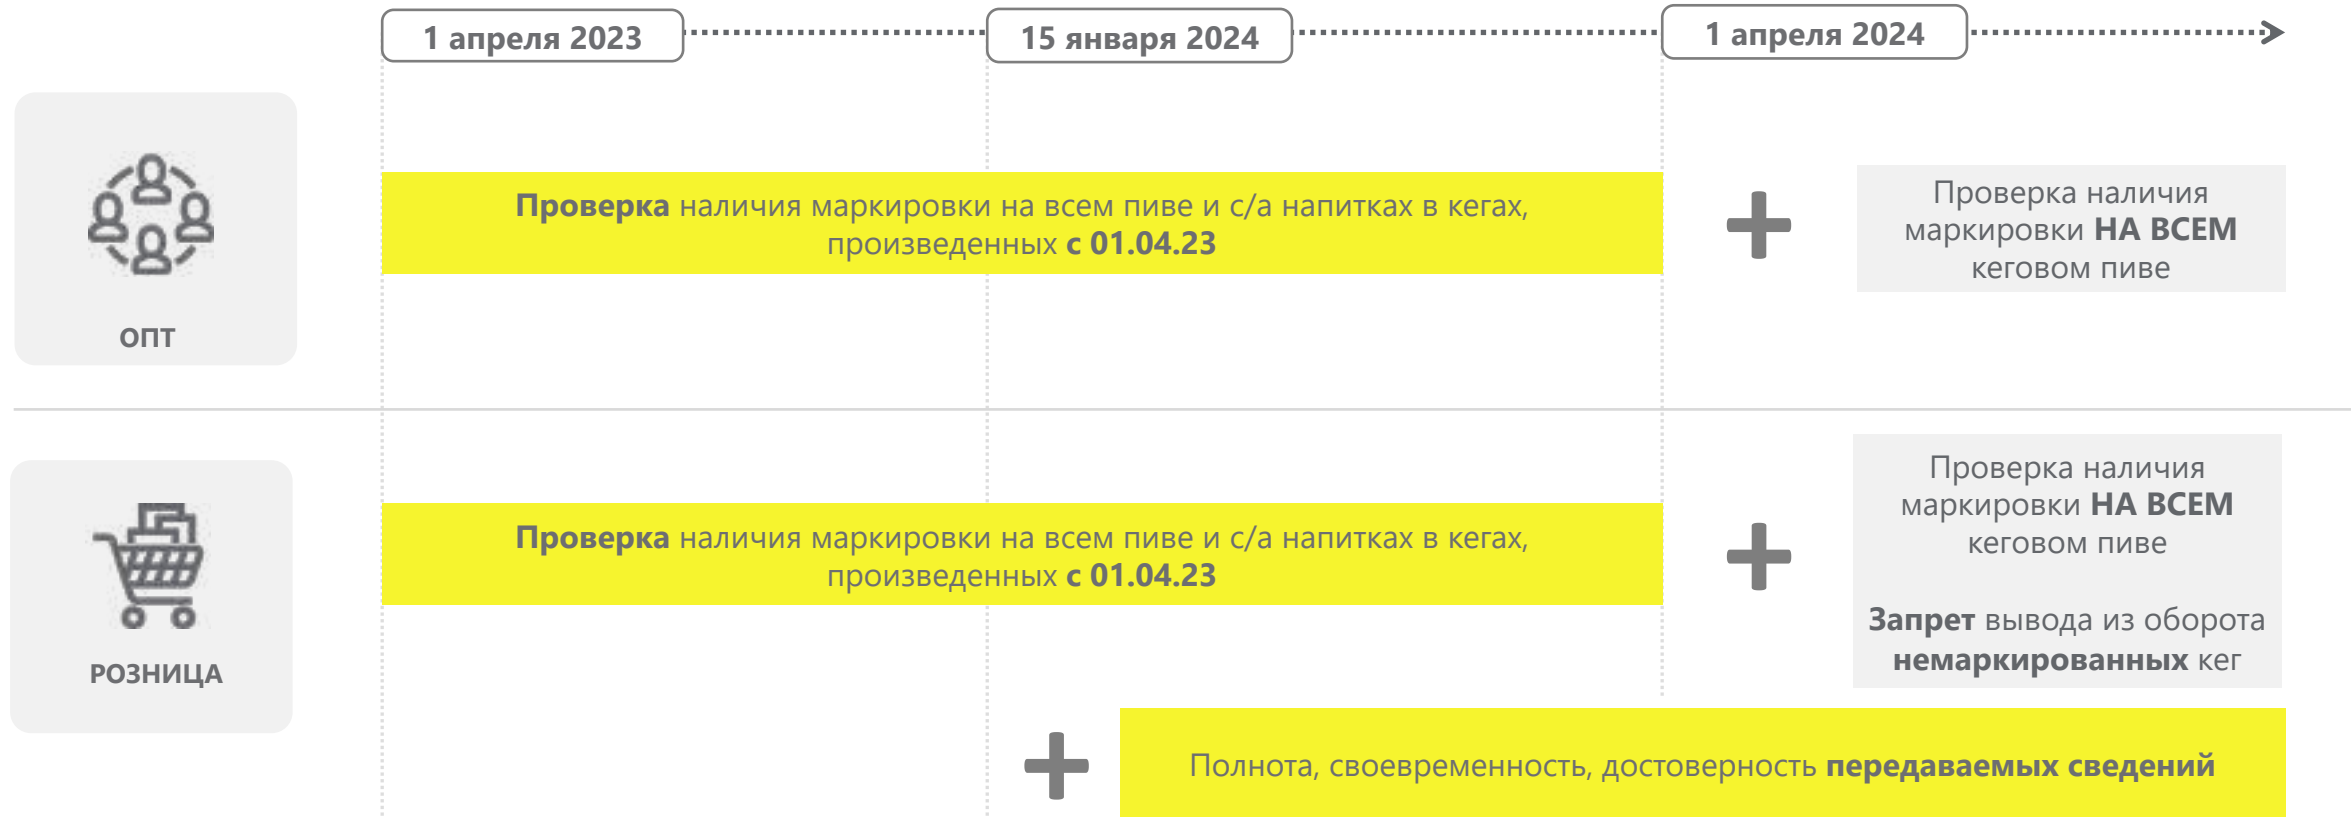 1 апреля 2023
15 января 2024
1 апреля 2024
ОПТ
Проверка наличия маркировки на всем пиве и с/а напитках в кегах,
произведенных с 01.04.23
Проверка наличия
маркировки НА ВСЕМ
кеговом пиве
РОЗНИЦА
Проверка наличия маркировки на всем пиве и с/а напитках в кегах,
произведенных с 01.04.23
Проверка наличия
маркировки НА ВСЕМ
кеговом пиве
Запрет вывода из оборота
немаркированных кег
Полнота, своевременность, достоверность передаваемых сведений